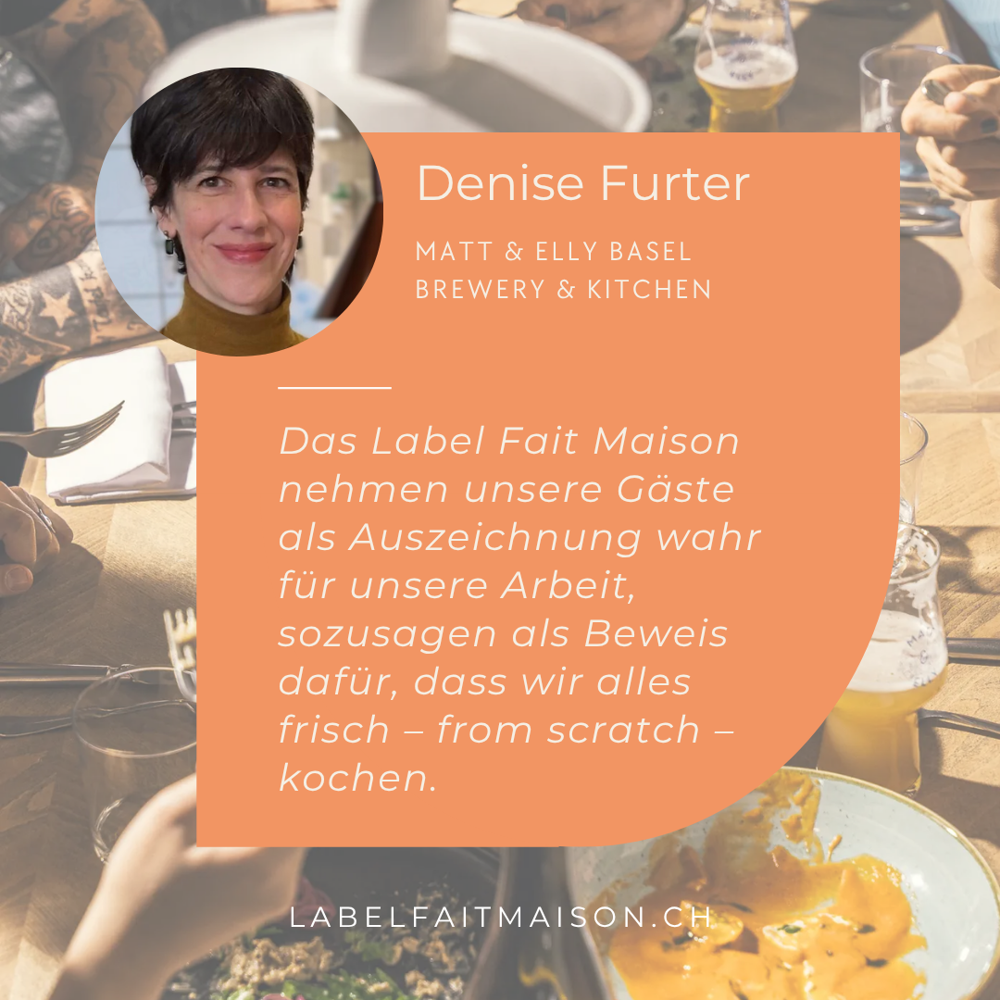 Denise Furter
MATT & ELLY BASEL
BREWERY & KITCHEN
Das Label Fait Maison
nehmen unsere Gäste
als Auszeichnung wahr
für unsere Arbeit,
sozusagen als Beweis
dafür, dass wir alles
frisch – from scratch –
kochen.
LABELFAITMAISON.CH